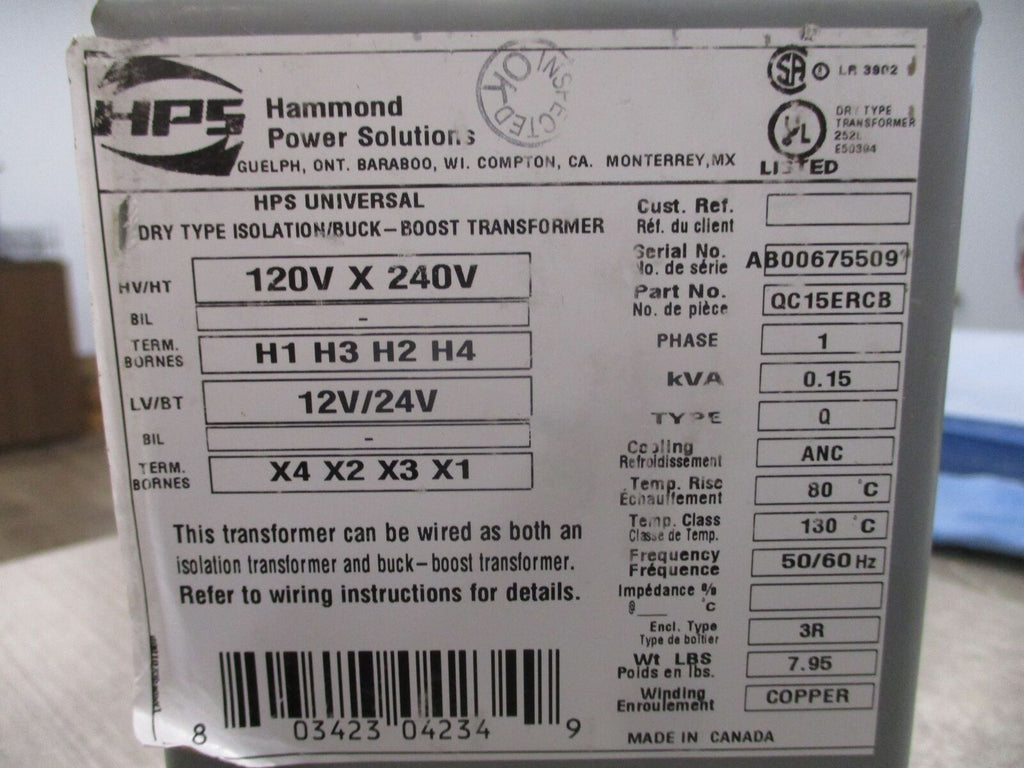 HPS
Hammond
Power Solutions
INSPECTED OK
GUELPH, ONT. BARABOO, WI. COMPTON, CA. MONTERREY, MX
SA LR 3902
UL
LISTED
DRY TYPE
TRANSFORMER
252L
E50394
HPS UNIVERSAL
DRY TYPE ISOLATION/BUCK-BOOST TRANSFORMER
HV/HT 120V X 240V
BIL -
TERM.
BORNES H1 H3 H2 H4
LV/BT 12V/24V
BIL -
TERM.
BORNES X4 X2 X3 X1
This transformer can be wired as both an
isolation transformer and buck-boost transformer.
Refer to wiring instructions for details.
8 03423 04234 9
Cust. Ref.
Réf. du client
Serial No.
No. de série AB00675509
Part No.
No. de pièce QC15ERCB
PHASE 1
kVA 0.15
TYPE Q
Cooling
Refroidissement ANC
Temp. Rise
Échauffement 80 °C
Temp. Class
Classe de Temp. 130 °C
Frequency
Fréquence 50/60 Hz
Impédance %
@___ °C
Encl. Type
Type de boîtier 3R
Wt LBS
Poids en lbs. 7.95
Winding
Enroulement COPPER
MADE IN CANADA